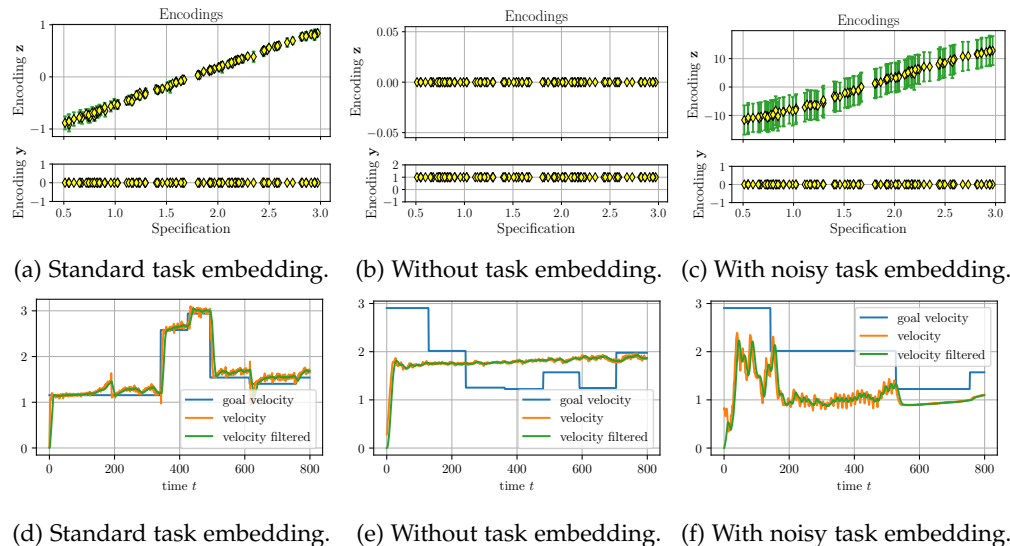 Encodings
Encodings
Encodings
Encoding z
1
0
−1
Encoding y
1
0
−1
0.5 1.0 1.5 2.0 2.5 3.0
Specification
Encoding z
0.05
0.00
−0.05
Encoding y
2
1
0
1
0.5 1.0 1.5 2.0 2.5 3.0
Specification
Encoding z
10
0
−10
Encoding y
1
0
−1
0.5 1.0 1.5 2.0 2.5 3.0
Specification
(a) Standard task embedding.
(b) Without task embedding.
(c) With noisy task embedding.
3
2
1
0
goal velocity
velocity
velocity filtered
0 200 400 600 800
time t
3
2
1
0
goal velocity
velocity
velocity filtered
0 200 400 600 800
time t
3
2
1
0
goal velocity
velocity
velocity filtered
0 200 400 600 800
time t
(d) Standard task embedding.
(e) Without task embedding.
(f) With noisy task embedding.